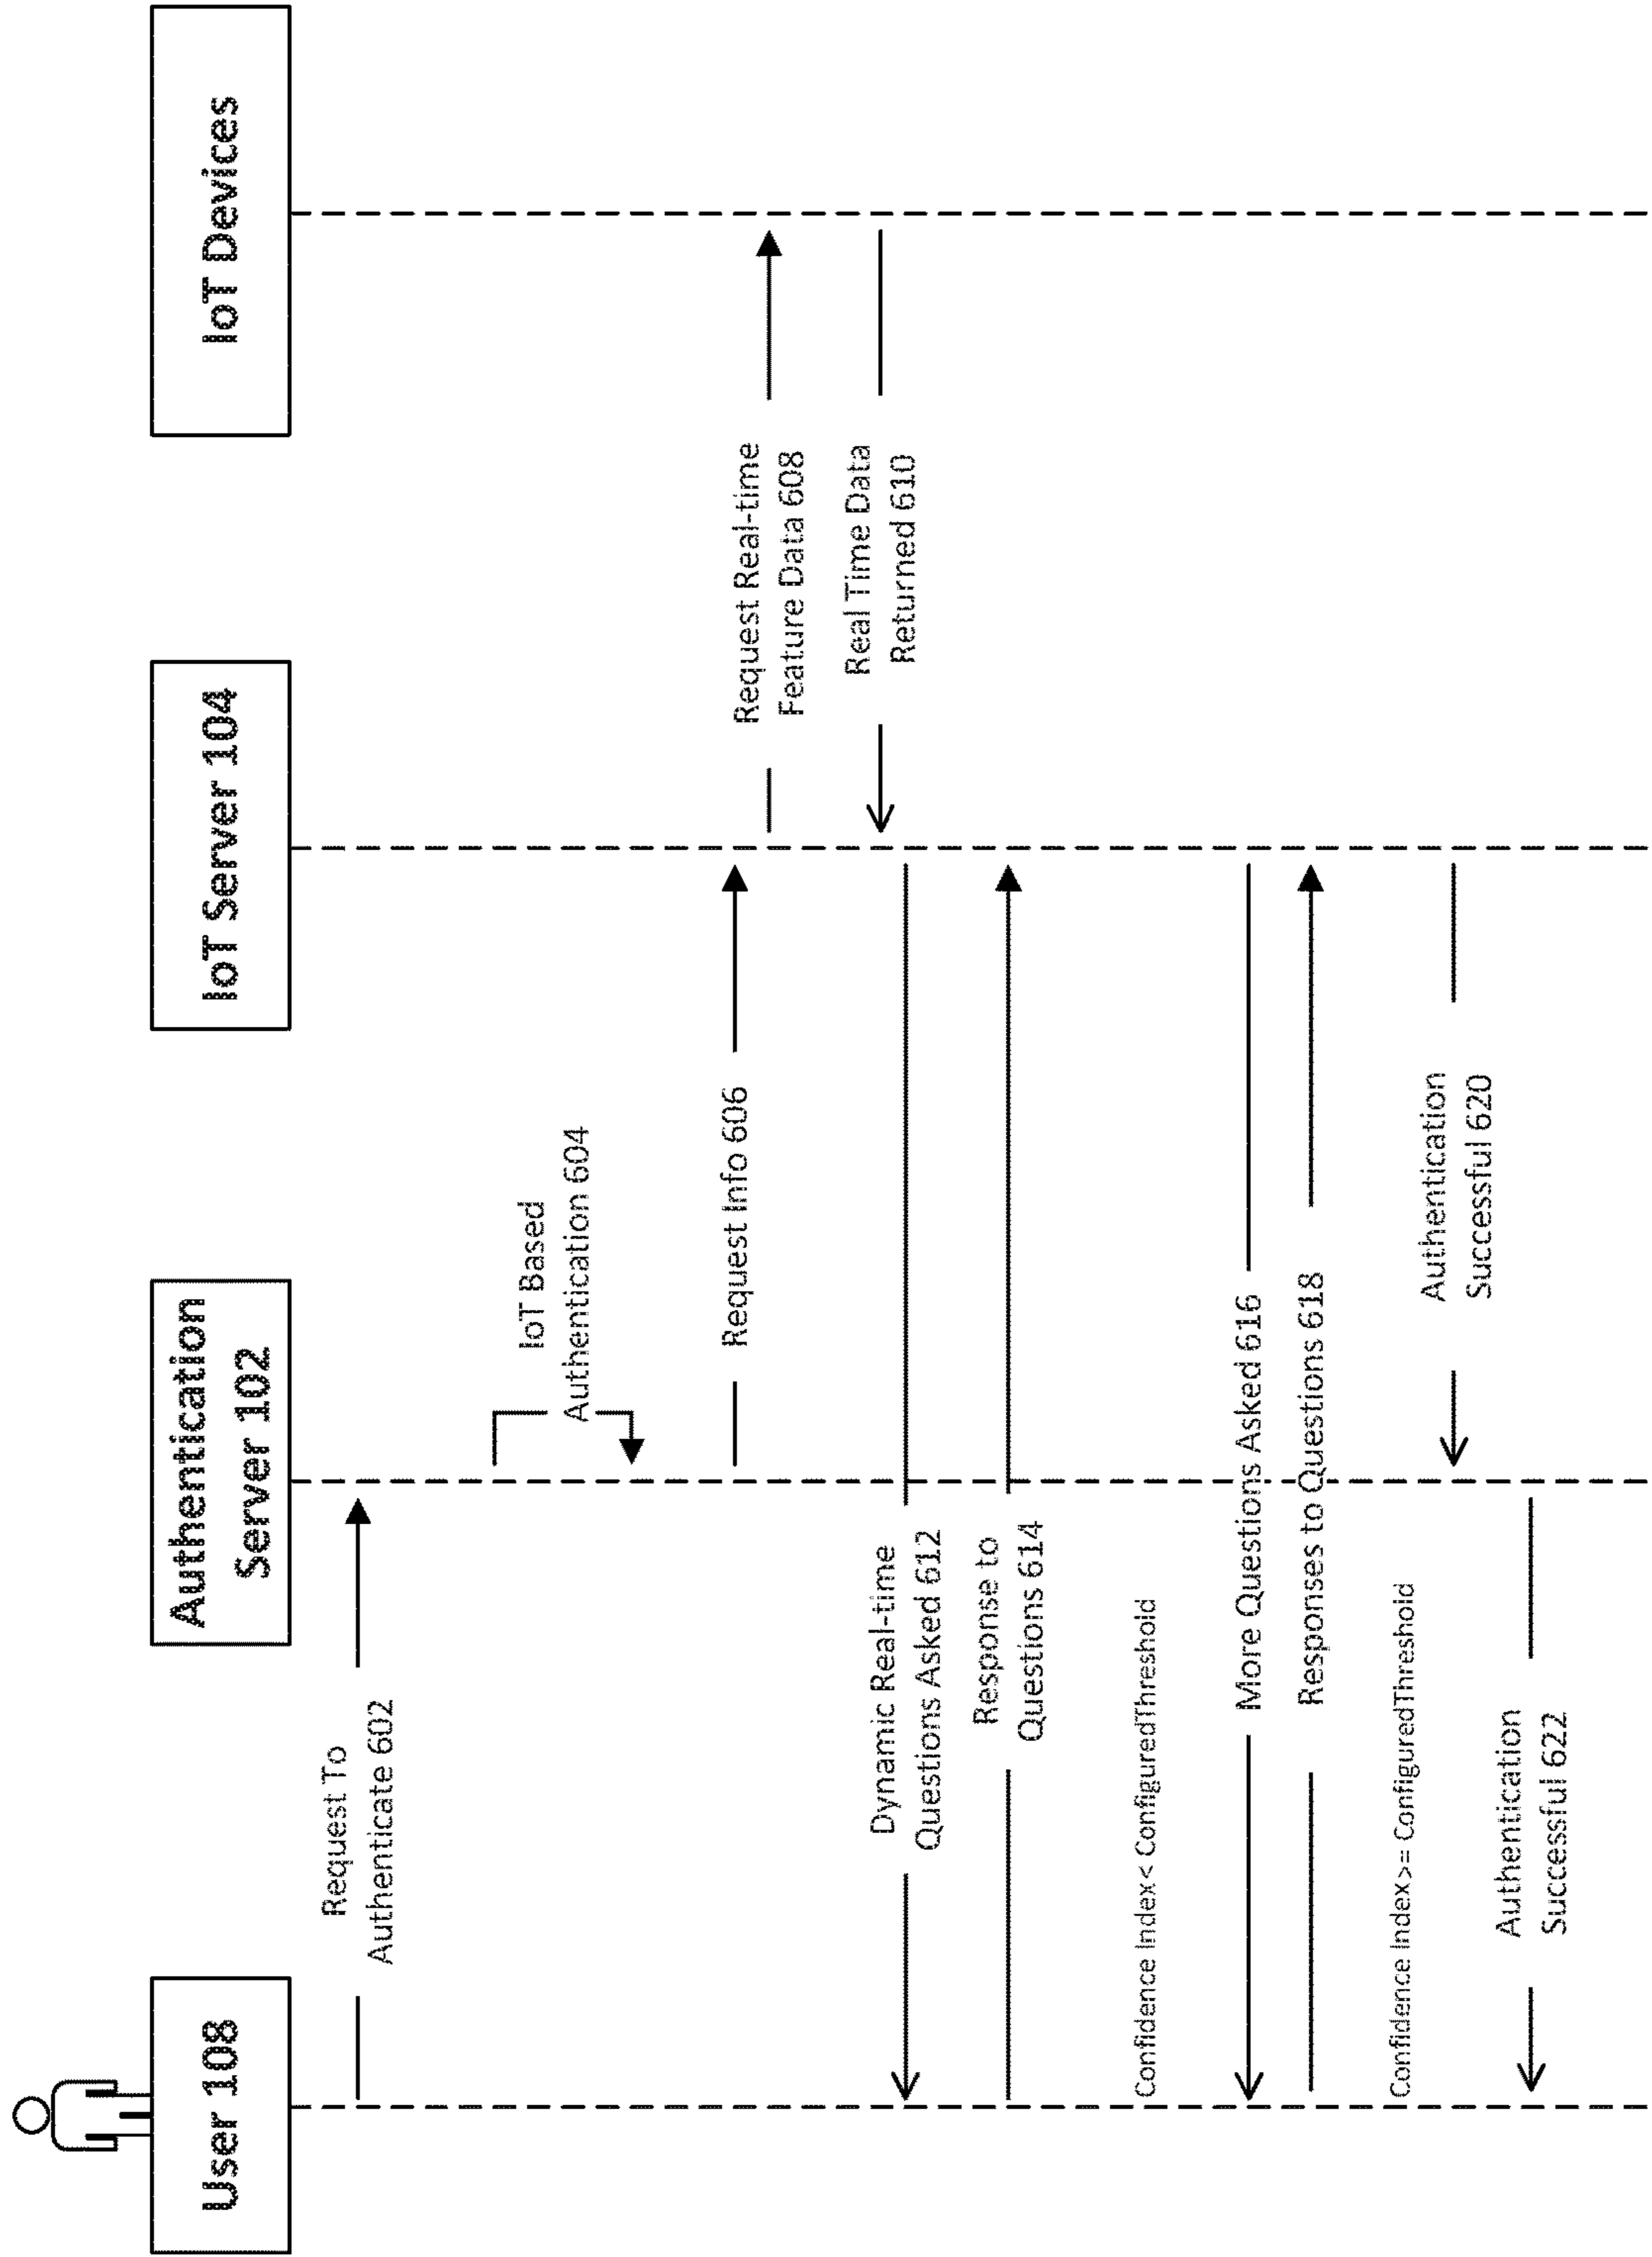 User 108
Authentication
Server 102
IoT Server 104
IoT Devices
Request To
Authenticate 602
IoT Based
Authentication 604
Request Info 606
Request Real-time
Feature Data 608
Real Time Data
Returned 610
Dynamic Real-time
Questions Asked 612
Response to
Questions 614
Confidence Index < ConfiguredThreshold
More Questions Asked 616
Responses to Questions 618
Confidence Index >= ConfiguredThreshold
Authentication
Successful 620
Authentication
Successful 622